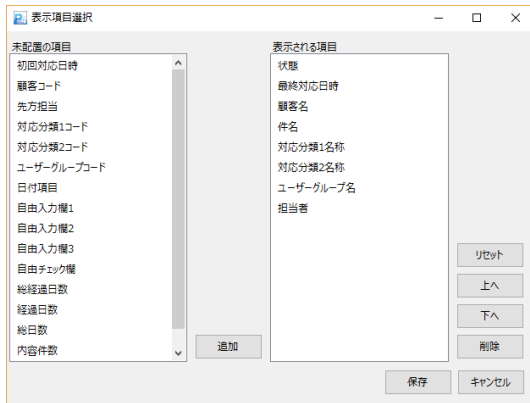 表示項目選択
未配置の項目
初回対応日時
顧客コード
先方担当
対応分類1コード
対応分類2コード
ユーザーグループコード
日付項目
自由入力欄1
自由入力欄2
自由入力欄3
自由チェック欄
総経過日数
経過日数
総日数
内容件数
追加
表示される項目
状態
最終対応日時
顧客名
件名
対応分類1名称
対応分類2名称
ユーザーグループ名
担当者
リセット
上へ
下へ
削除
保存
キャンセル